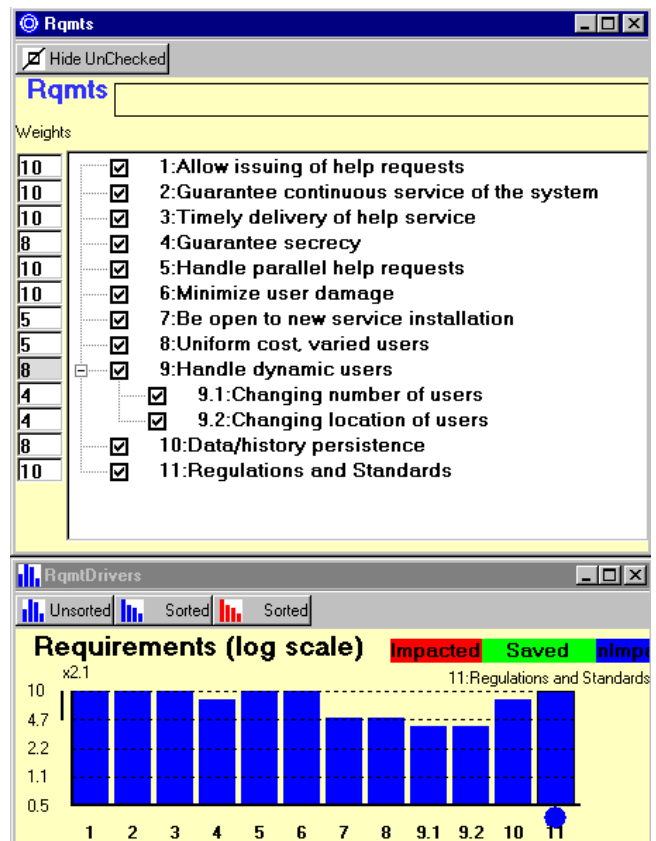 Rqmts
Hide UnChecked
Rqmts
Weights
10 1:Allow issuing of help requests
10 2:Guarantee continuous service of the system
10 3:Timely delivery of help service
8 4:Guarantee secrecy
10 5:Handle parallel help requests
10 6:Minimize user damage
5 7:Be open to new service installation
5 8:Uniform cost, varied users
8 9:Handle dynamic users
4 9.1:Changing number of users
4 9.2:Changing location of users
8 10:Data/history persistence
10 11:Regulations and Standards
RqmtDrivers
Unsorted Sorted Sorted
Requirements (log scale) Impacted Saved nImpa
x2.1 11:Regulations and Standards
10
4.7
2.2
1.1
0.5
1 2 3 4 5 6 7 8 9.1 9.2 10 11